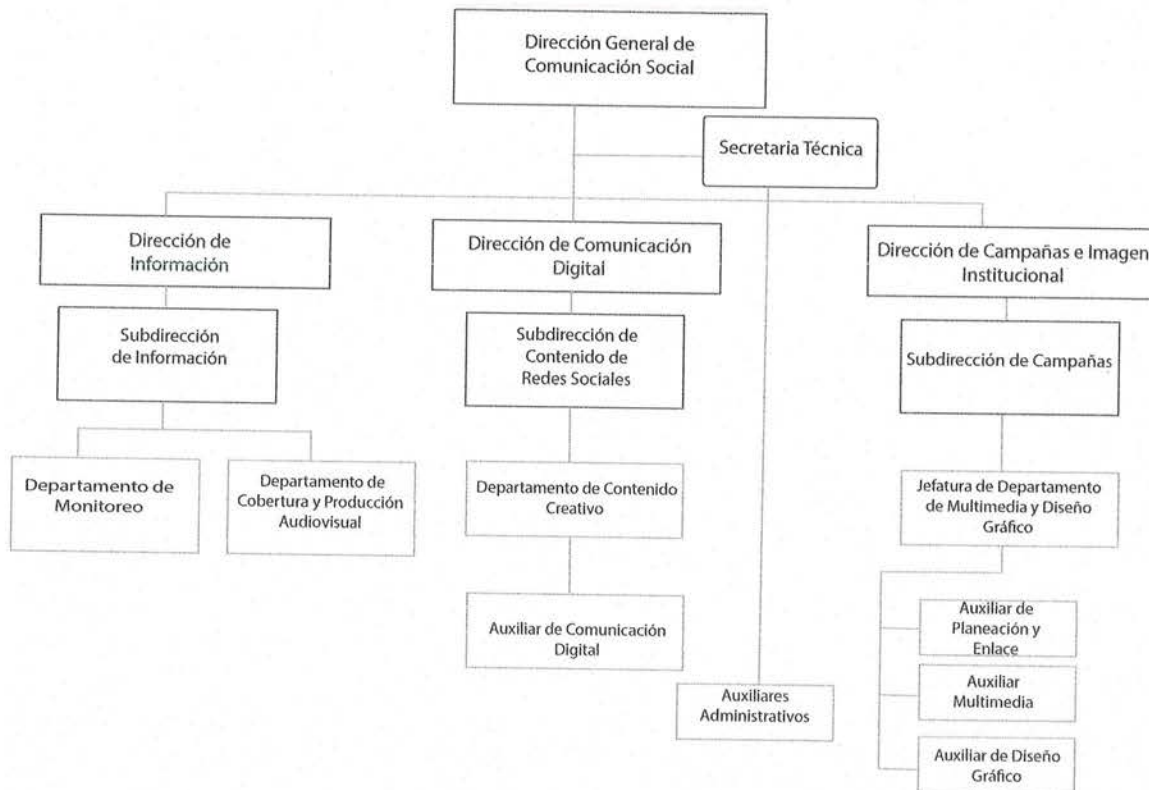 Dirección General de
Comunicación Social
Secretaria Técnica
Dirección de
Información
Dirección de Comunicación
Digital
Dirección de Campañas e Imagen
Institucional
Subdirección
de Información
Subdirección de
Contenido de
Redes Sociales
Subdirección de Campañas
Departamento de
Monitoreo
Departamento de
Cobertura y Producción
Audiovisual
Departamento de Contenido
Creativo
Jefatura de Departamento
de Multimedia y Diseño
Gráfico
Auxiliar de Comunicación
Digital
Auxiliar de
Planeación y
Enlace
Auxiliares
Administrativos
Auxiliar
Multimedia
Auxiliar de Diseño
Gráfico